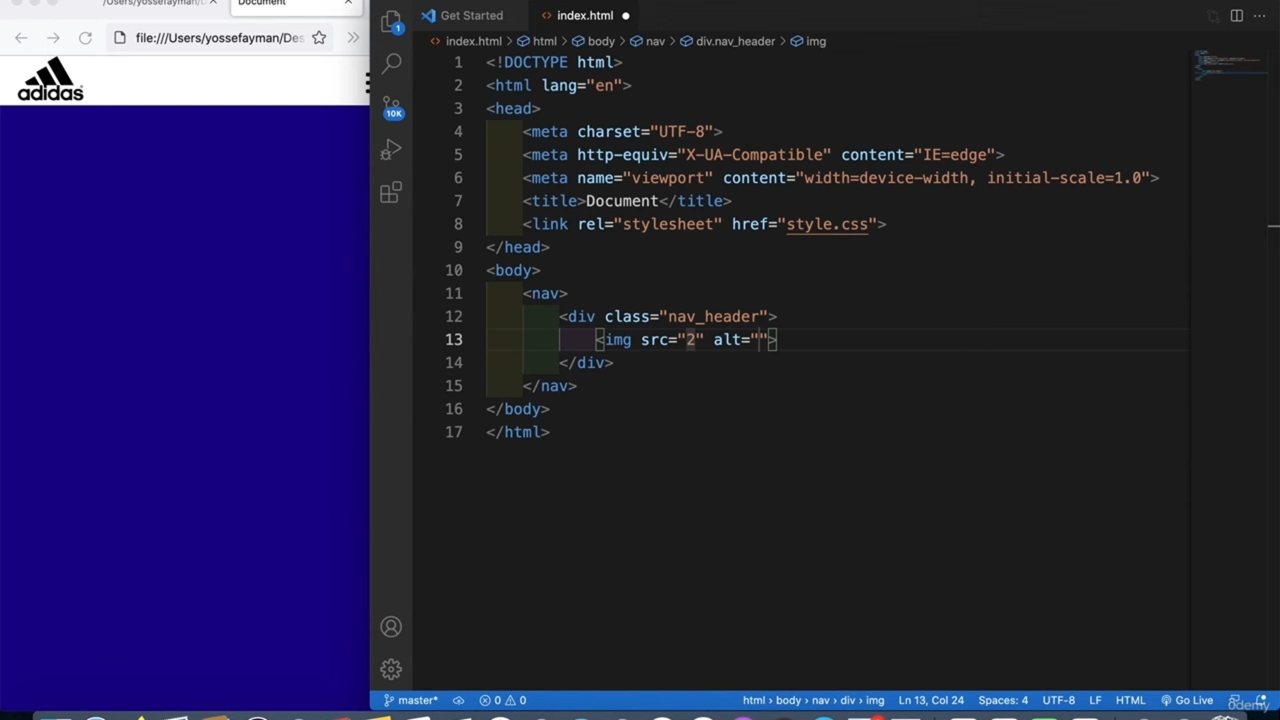 /Users/yossefayman/D
Document
file:///Users/yossefayman/Des
adidas
Get Started
index.html
index.html > html > body > nav > div.nav_header > img
1
10K
1 <!DOCTYPE html>
2 <html lang="en">
3 <head>
4 <meta charset="UTF-8">
5 <meta http-equiv="X-UA-Compatible" content="IE=edge">
6 <meta name="viewport" content="width=device-width, initial-scale=1.0">
7 <title>Document</title>
8 <link rel="stylesheet" href="style.css">
9 </head>
10 <body>
11 <nav>
12 <div class="nav_header">
13 <img src="2" alt="">
14 </div>
15 </nav>
16 </body>
17 </html>
master* 0 0 html > body > nav > div > img Ln 13, Col 24 Spaces: 4 UTF-8 LF HTML Go Live
udemy